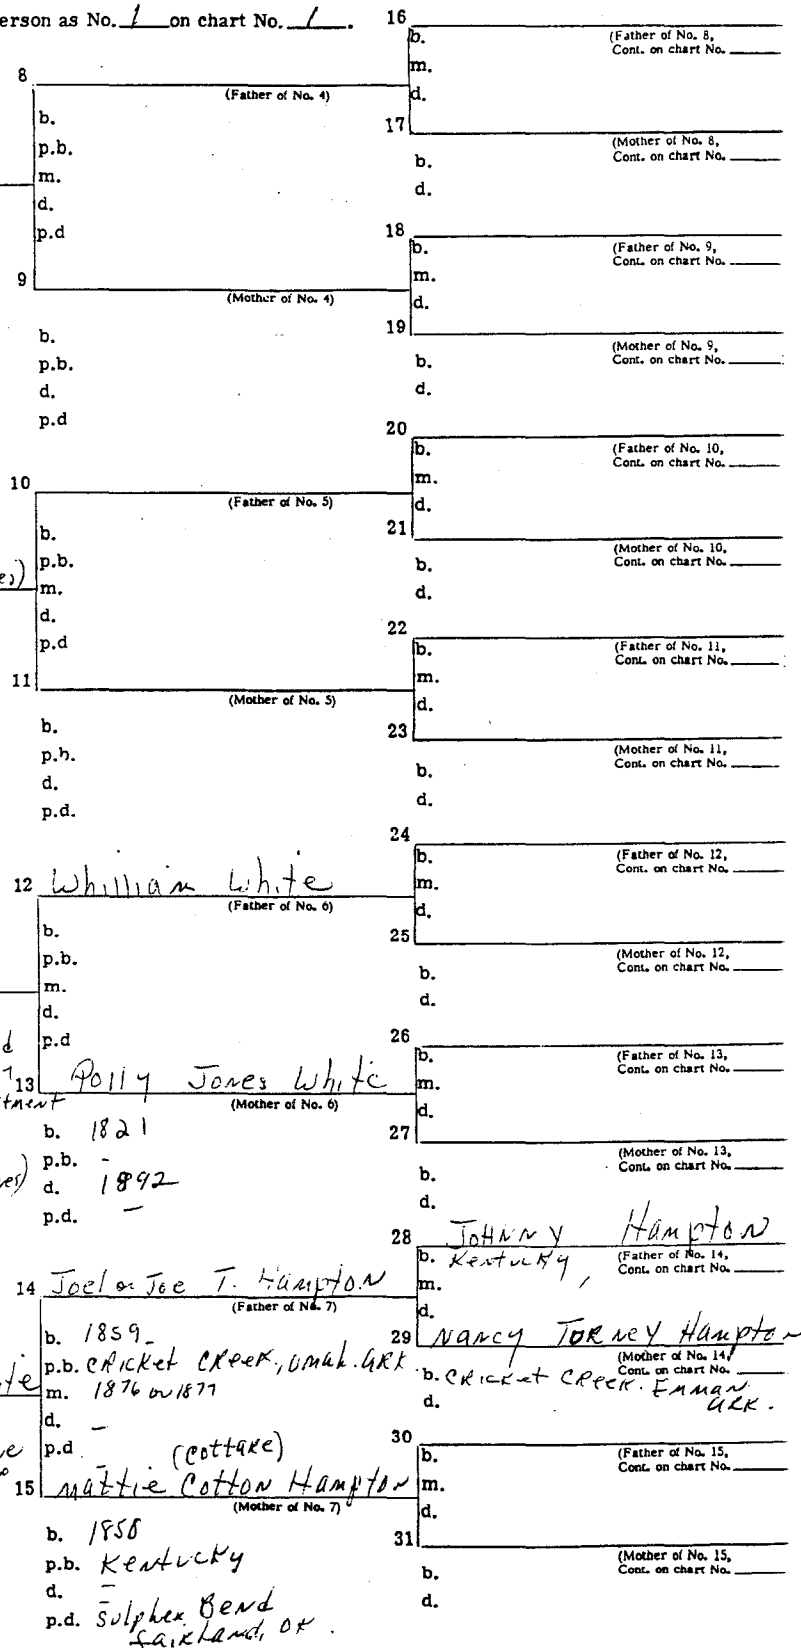 erson as No. 1 on chart No. 1.
16
b.
(Father of No. 8,
Cont. on chart No.
m.
d.
8
(Father of No. 4)
b.
p.b.
m.
d.
p.d
17
(Mother of No. 8,
Cont. on chart No.
b.
d.
18
b.
(Father of No. 9,
Cont. on chart No.
m.
d.
9
(Mother of No. 4)
b.
p.b.
d.
p.d
19
(Mother of No. 9,
Cont. on chart No.
b.
d.
20
b.
(Father of No. 10,
Cont. on chart No.
m.
d.
10
(Father of No. 5)
b.
p.b.
es)
m.
d.
p.d
21
(Mother of No. 10,
Cont. on chart No.
b.
d.
22
b.
(Father of No. 11,
Cont. on chart No.
m.
d.
11
(Mother of No. 5)
b.
p.b.
d.
p.d.
23
(Mother of No. 11,
Cont. on chart No.
b.
d.
24
b.
(Father of No. 12,
Cont. on chart No.
m.
d.
12 Whilliam White
(Father of No. 6)
b.
p.b.
m.
d.
d p.d
25
(Mother of No. 12,
Cont. on chart No.
b.
d.
26
b.
(Father of No. 13,
Cont. on chart No.
m.
d.
13 Polly Jones White
tment
(Mother of No. 6)
b. 1821
p.b. -
ves)
d. 1892
p.d. -
27
(Mother of No. 13,
Cont. on chart No.
b.
d.
28 JOHNNY Hampton
b. Kentucky,
(Father of No. 14,
Cont. on chart No.
m.
d.
14 Joel or Joe T. Hampton
(Father of No. 7)
b. 1859-
p.b. Cricket Creek, Omah. Ark.
te
m. 1876 or 1877
d. -
p.d -
29 Nancy Torney Hampton
(Mother of No. 14,
Cont. on chart No.
b. Cricket Creek. Emman
Ark.
d.
30
b.
(Father of No. 15,
Cont. on chart No.
m.
d.
(Cottare)
15 Mattie Cotton Hampton
(Mother of No. 7)
b. 1858
p.b. Kentucky
d. -
p.d. Sulpher Bend
Fairland, OK.
31
(Mother of No. 15,
Cont. on chart No.
b.
d.